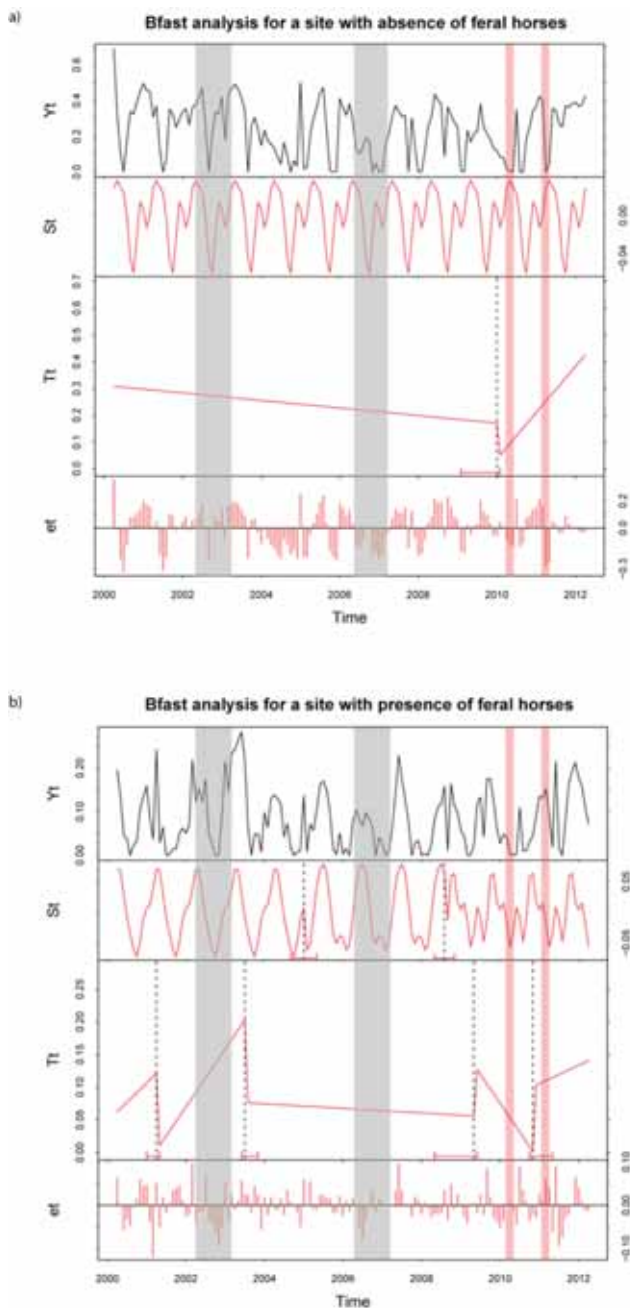 a)
Bfast analysis for a site with absence of feral horses
Yt
0.0 0.2 0.4 0.6
St
-0.04 0.00
Tt
0.0 0.1 0.2 0.3 0.4 0.5 0.6 0.7
et
-0.3 0.2
2000 2002 2004 2006 2008 2010 2012
Time
b)
Bfast analysis for a site with presence of feral horses
Yt
0.00 0.10 0.20
St
-0.05 0.05
Tt
0.00 0.05 0.10 0.15 0.20 0.25
et
-0.10 0.00 0.10
2000 2002 2004 2006 2008 2010 2012
Time